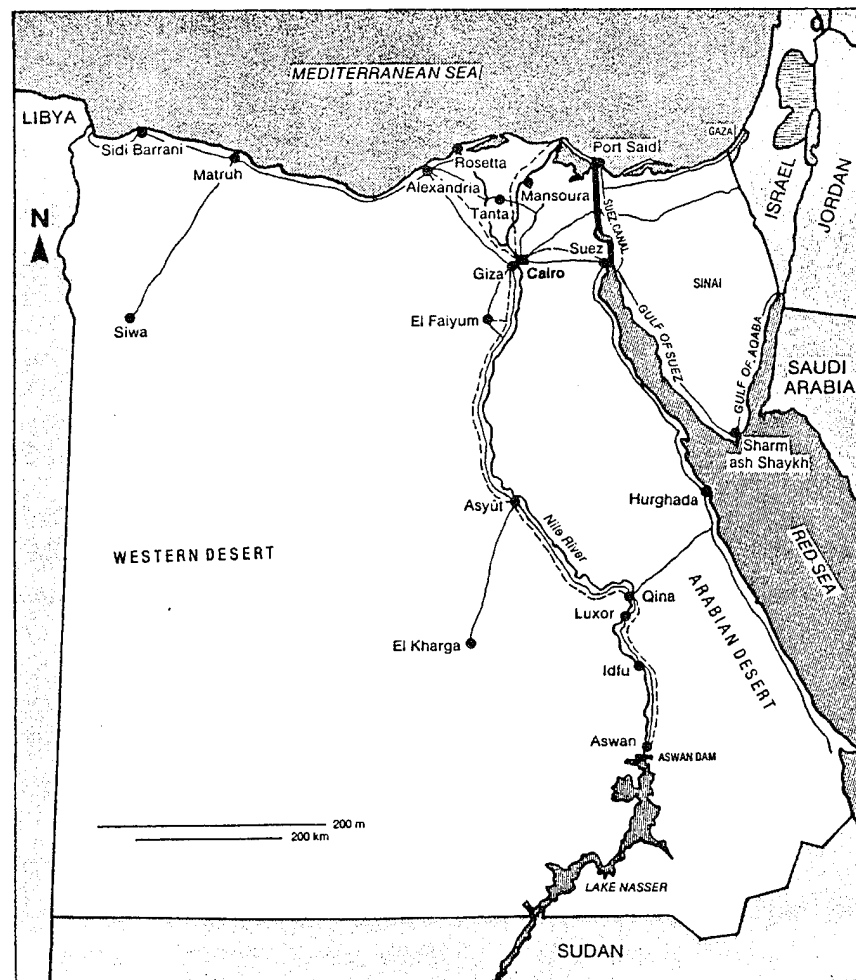 MEDITERRANEAN SEA
LIBYA
GAZA
Sidi Barrani
Rosetta
Port Said
Matruh
Alexandria
ISRAEL
JORDAN
Mansoura
Tanta
SUEZ CANAL
N
Suez
Giza
Cairo
SINAI
El Faiyum
Siwa
GULF OF SUEZ
GULF OF AQABA
SAUDI
ARABIA
Sharm
ash Shaykh
Hurghada
Asyût
Nile River
RED SEA
WESTERN DESERT
Qina
Luxor
ARABIAN DESERT
El Kharga
Idfu
Aswan
ASWAN DAM
200 m
200 km
LAKE NASSER
SUDAN